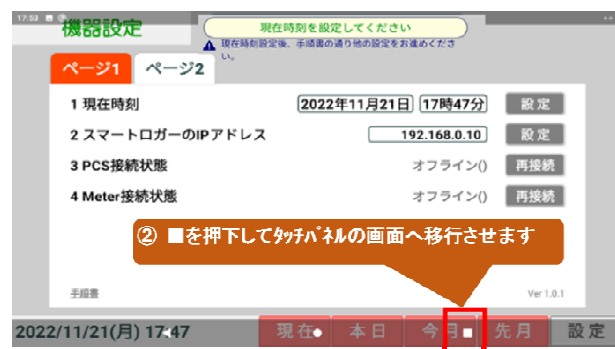 17:53
機器設定
現在時刻を設定してください
現在時刻設定後、手順書の通り他の設定をお進めくださ
い。
ページ1 ページ2
1 現在時刻 2022年11月21日 17時47分 設定
2 スマートロガーのIPアドレス 192.168.0.10 設定
3 PCS接続状態 オフライン() 再接続
4 Meter接続状態 オフライン() 再接続
② ■を押下してﾀｯﾁﾊﾟﾈﾙの画面へ移行させます
手順書 Ver 1.0.1
2022/11/21(月) 17:47 現在 本日 今月 先月 設定